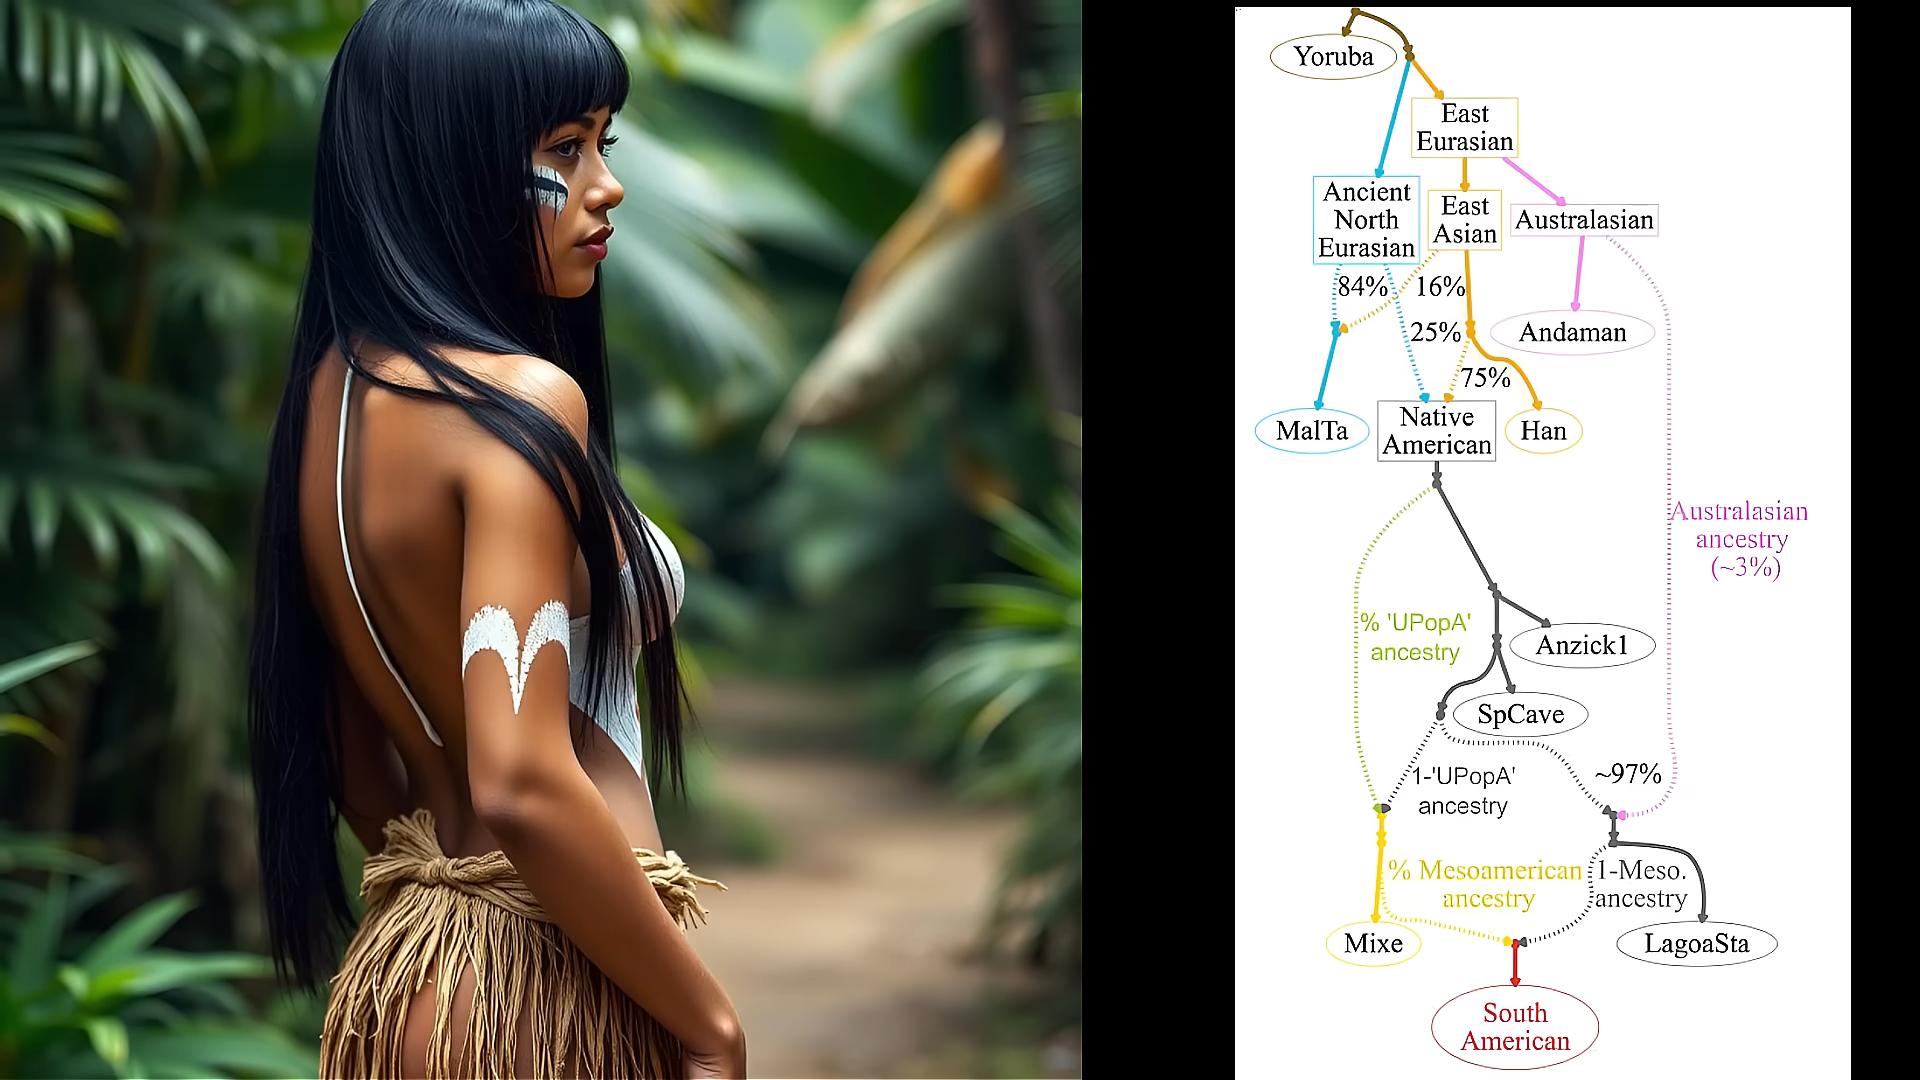 Yoruba
East
Eurasian
Ancient
North
Eurasian
East
Asian
Australasian
84%
16%
25%
Andaman
75%
MalTa
Native
American
Han
Australasian
ancestry
(~3%)
% 'UPopA'
ancestry
Anzick1
SpCave
1-'UPopA'
ancestry
~97%
% Mesoamerican
ancestry
1-Meso.
ancestry
Mixe
LagoaSta
South
American